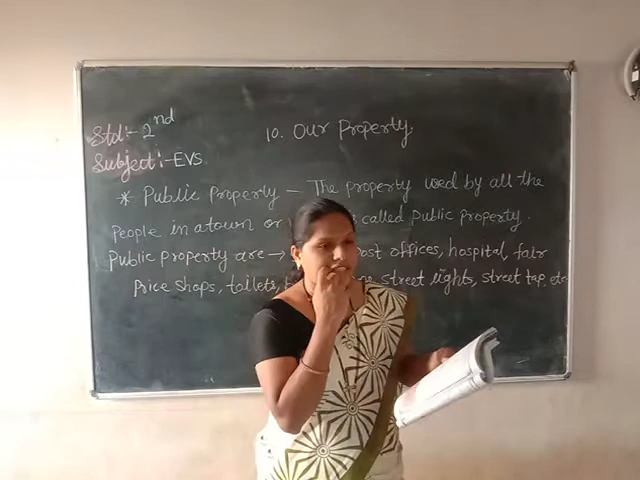 Std:- 2nd
10. Our Property.
Subject:- EVS
* Public Property – The property used by all the
People in a town or called Public property.
Public property are → Post offices, hospital, fair
Price shops, toilets, street lights, street tap, etc